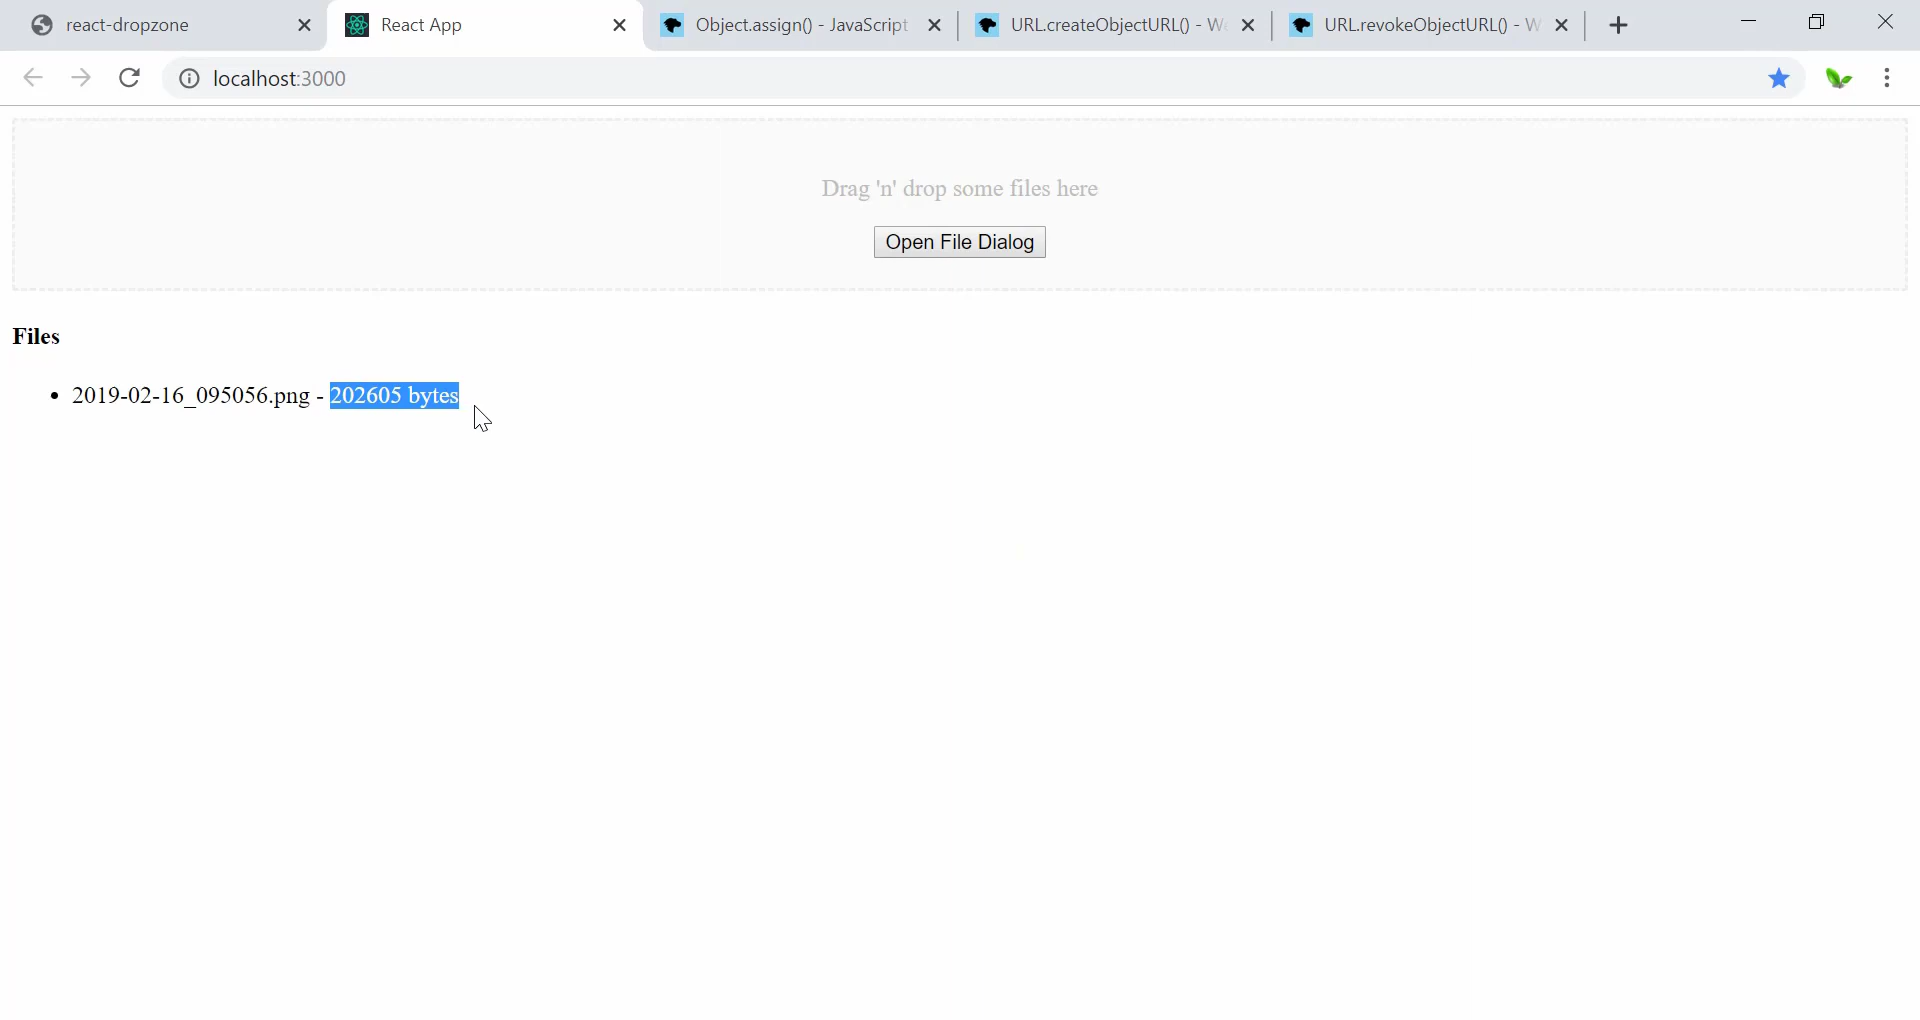 react-dropzone
React App
Object.assign() - JavaScript
URL.createObjectURL() - We
URL.revokeObjectURL() - W
localhost:3000
Drag 'n' drop some files here
Open File Dialog
Files
2019-02-16_095056.png - 202605 bytes